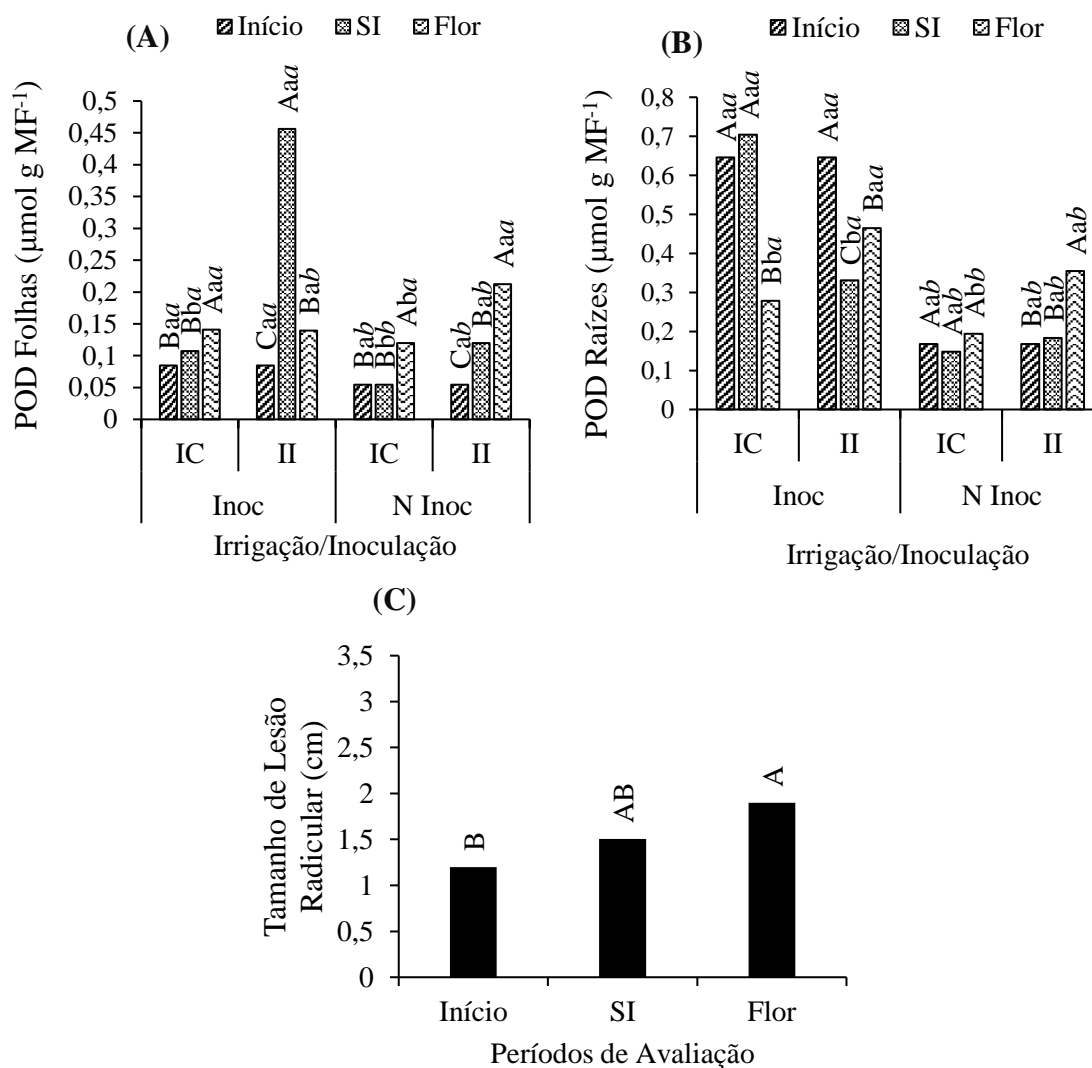 (A)
Início SI Flor
POD Folhas (µmol g MF-1)
0,5
0,45
0,4
0,35
0,3
0,25
0,2
0,15
0,1
0,05
0
Baa Bba Aaa Caa Aaa Bab Bab Bbb Aba Cab Bab Aaa
IC II IC II
Inoc N Inoc
Irrigação/Inoculação
(B)
Início SI Flor
POD Raízes (µmol g MF-1)
0,8
0,7
0,6
0,5
0,4
0,3
0,2
0,1
0
Aaa Aaa Bba Aaa Cba Baa Aab Aab Abb Bab Bab Aab
IC II IC II
Inoc N Inoc
Irrigação/Inoculação
(C)
Tamanho de Lesão
Radicular (cm)
3,5
3
2,5
2
1,5
1
0,5
0
B AB A
Início SI Flor
Períodos de Avaliação